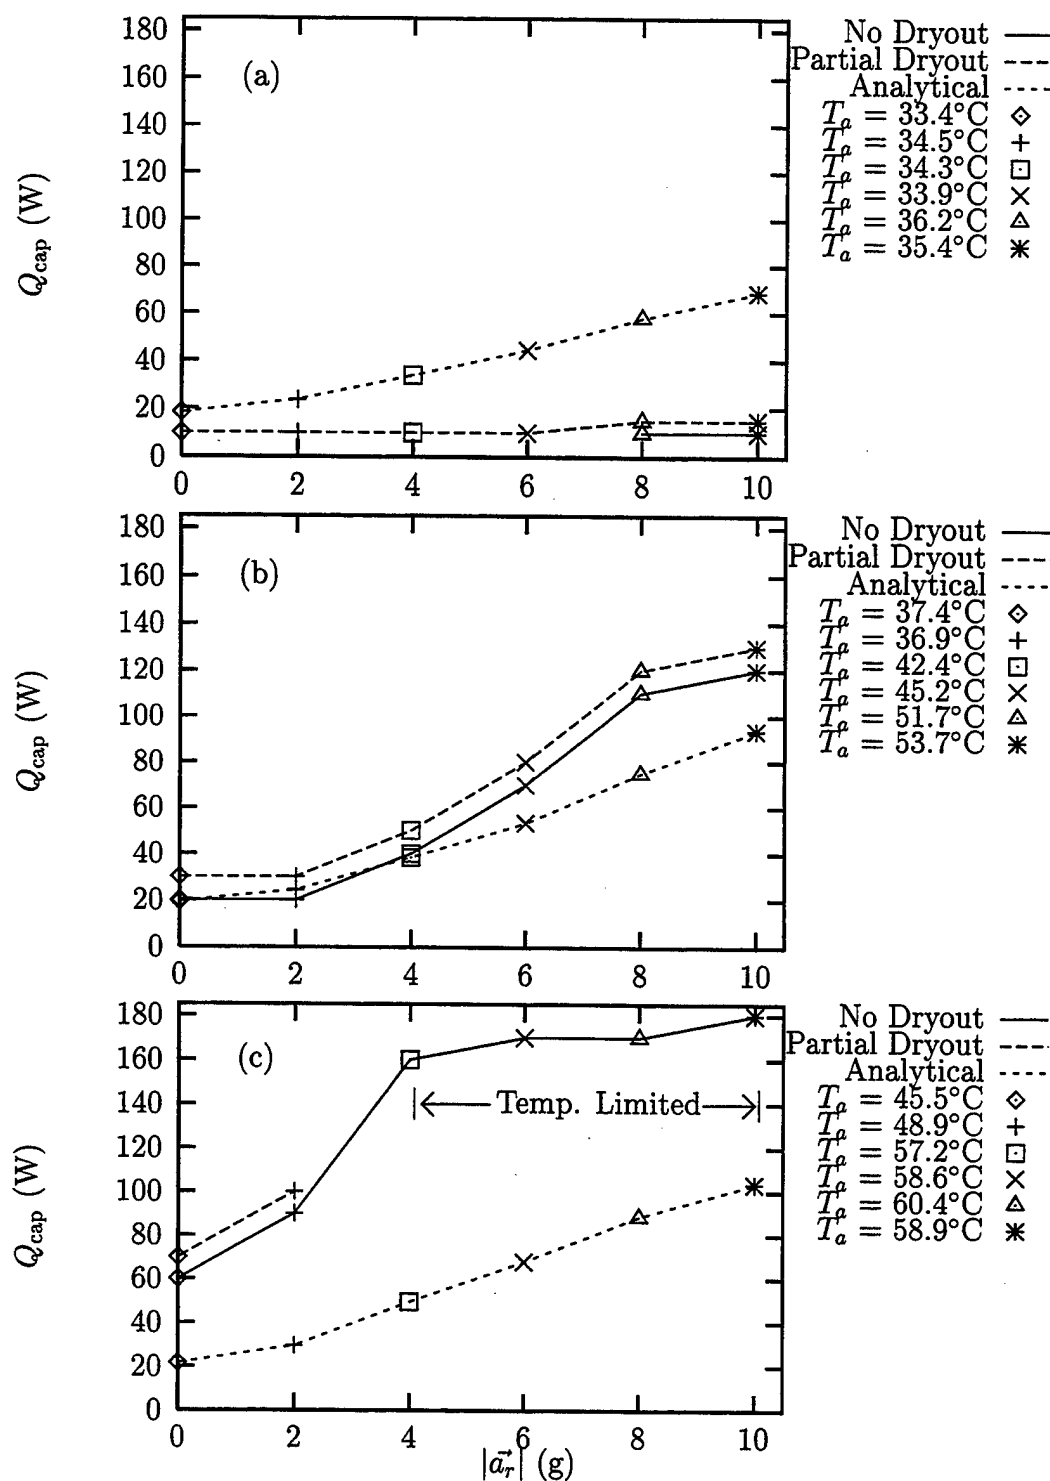 180
160
140
120
100
80
60
40
20
0
Q_cap (W)
(a)
0 2 4 6 8 10
No Dryout
Partial Dryout
Analytical
T_a = 33.4°C
T_a = 34.5°C
T_a = 34.3°C
T_a = 33.9°C
T_a = 36.2°C
T_a = 35.4°C
180
160
140
120
100
80
60
40
20
0
Q_cap (W)
(b)
0 2 4 6 8 10
No Dryout
Partial Dryout
Analytical
T_a = 37.4°C
T_a = 36.9°C
T_a = 42.4°C
T_a = 45.2°C
T_a = 51.7°C
T_a = 53.7°C
180
160
140
120
100
80
60
40
20
0
Q_cap (W)
(c)
Temp. Limited
0 2 4 6 8 10
|a⃗_r| (g)
No Dryout
Partial Dryout
Analytical
T_a = 45.5°C
T_a = 48.9°C
T_a = 57.2°C
T_a = 58.6°C
T_a = 60.4°C
T_a = 58.9°C